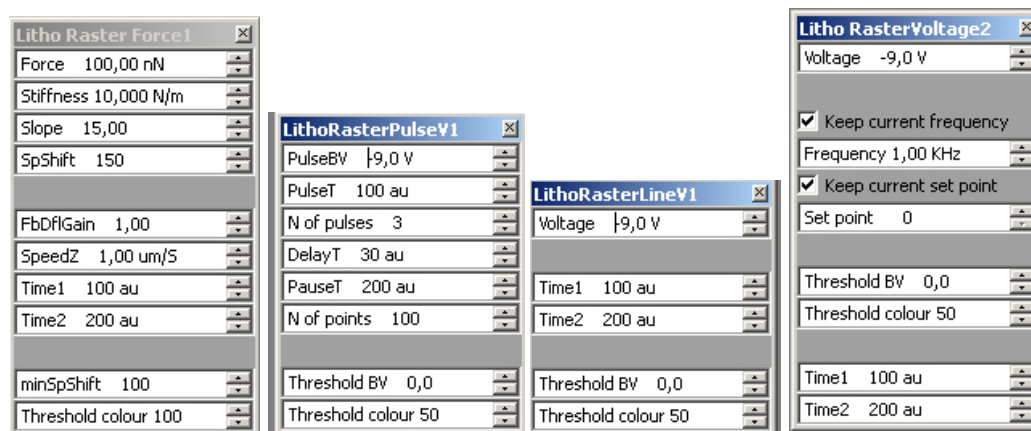 Litho Raster Force1
Force 100,00 nN
Stiffness 10,000 N/m
Slope 15,00
SpShift 150
FbDflGain 1,00
SpeedZ 1,00 um/S
Time1 100 au
Time2 200 au
minSpShift 100
Threshold colour 100
LithoRasterPulseV1
PulseBV -9,0 V
PulseT 100 au
N of pulses 3
DelayT 30 au
PauseT 200 au
N of points 100
Threshold BV 0,0
Threshold colour 50
LithoRasterLineV1
Voltage -9,0 V
Time1 100 au
Time2 200 au
Threshold BV 0,0
Threshold colour 50
Litho RasterVoltage2
Voltage -9,0 V
Keep current frequency
Frequency 1,00 KHz
Keep current set point
Set point 0
Threshold BV 0,0
Threshold colour 50
Time1 100 au
Time2 200 au